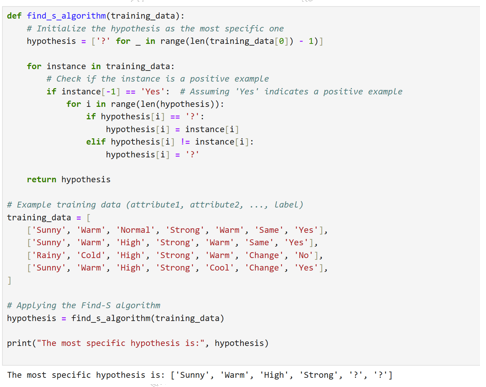 def find_s_algorithm(training_data):
    # Initialize the hypothesis as the most specific one
    hypothesis = ['?' for _ in range(len(training_data[0]) - 1)]

    for instance in training_data:
        # Check if the instance is a positive example
        if instance[-1] == 'Yes':  # Assuming 'Yes' indicates a positive example
            for i in range(len(hypothesis)):
                if hypothesis[i] == '?':
                    hypothesis[i] = instance[i]
                elif hypothesis[i] != instance[i]:
                    hypothesis[i] = '?'

    return hypothesis

# Example training data (attribute1, attribute2, ..., label)
training_data = [
    ['Sunny', 'Warm', 'Normal', 'Strong', 'Warm', 'Same', 'Yes'],
    ['Sunny', 'Warm', 'High', 'Strong', 'Warm', 'Same', 'Yes'],
    ['Rainy', 'Cold', 'High', 'Strong', 'Warm', 'Change', 'No'],
    ['Sunny', 'Warm', 'High', 'Strong', 'Cool', 'Change', 'Yes'],
]

# Applying the Find-S algorithm
hypothesis = find_s_algorithm(training_data)

print("The most specific hypothesis is:", hypothesis)

The most specific hypothesis is: ['Sunny', 'Warm', 'High', 'Strong', '?', '?']